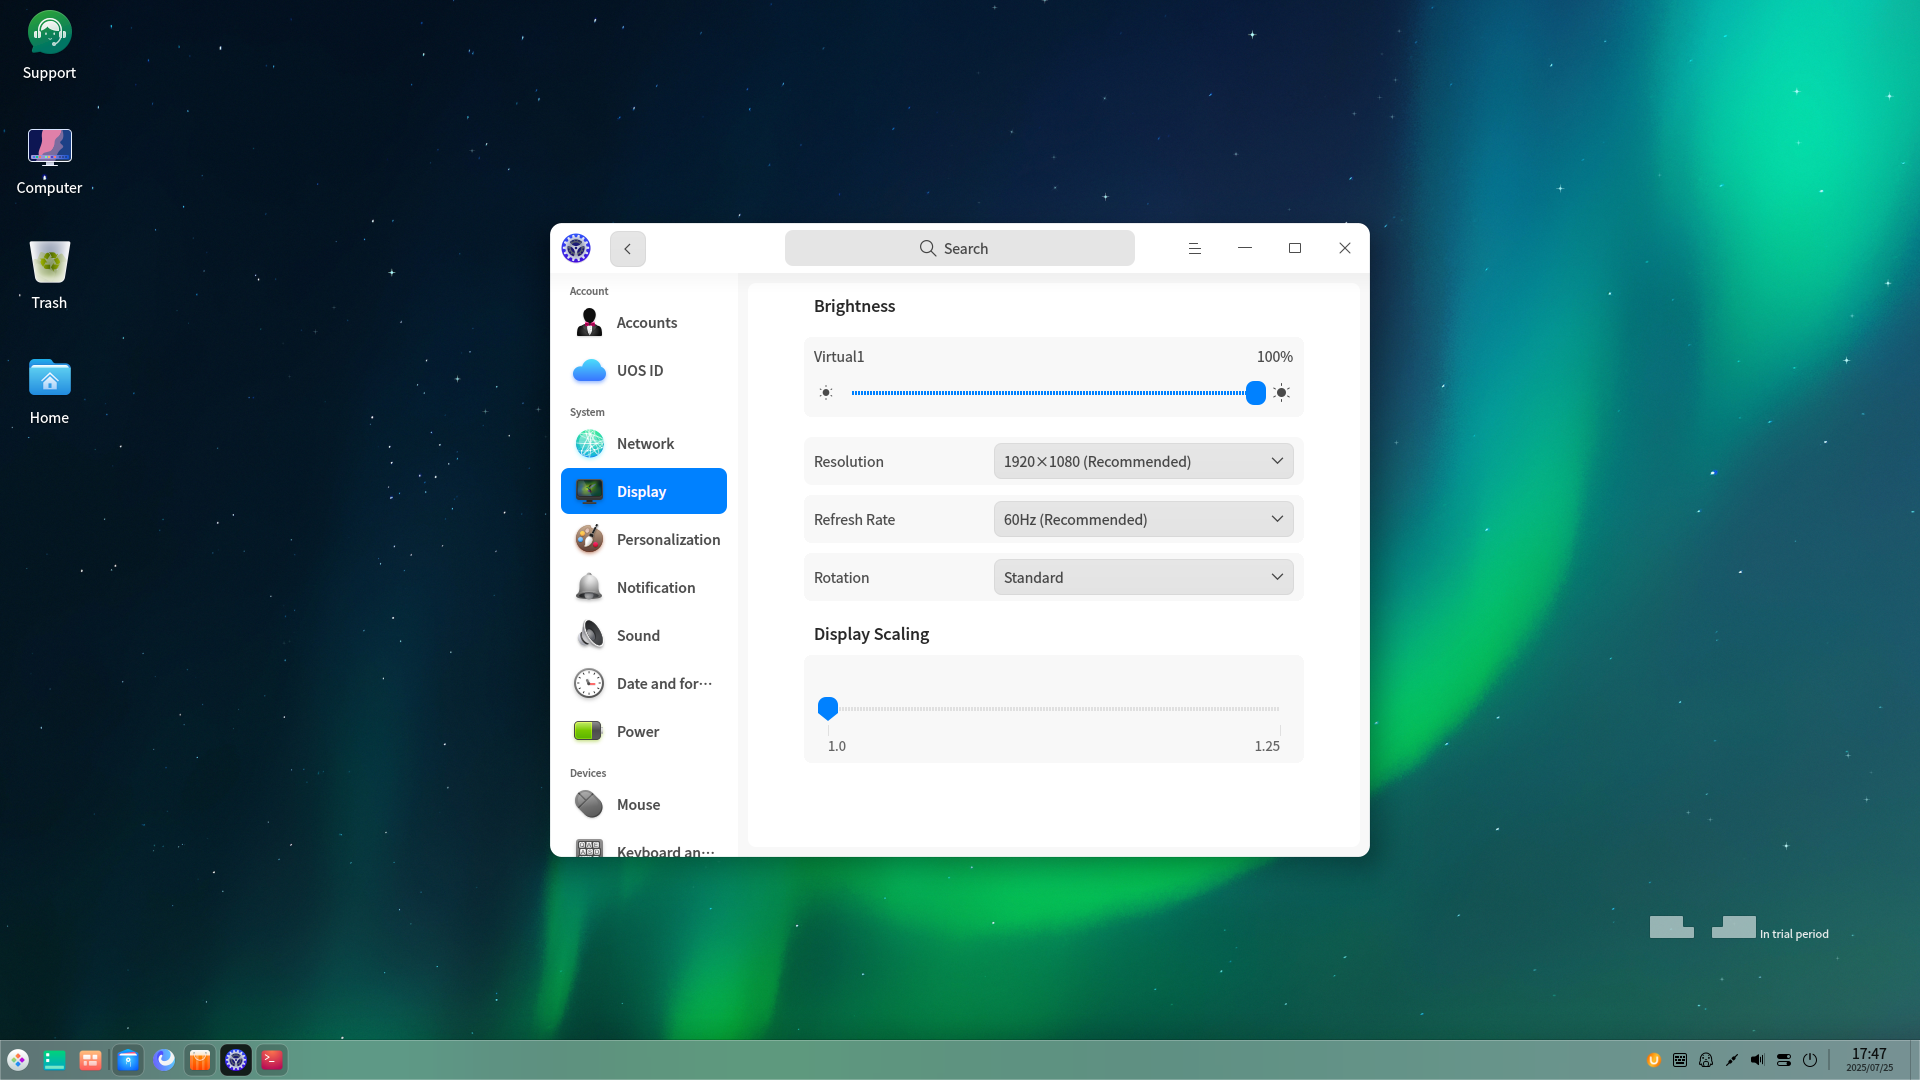 Support
Computer
Trash
Home
Search
Account
Accounts
UOS ID
System
Network
Display
Personalization
Notification
Sound
Date and for···
Power
Devices
Mouse
Keyboard an···
Brightness
Virtual1
100%
Resolution
1920×1080 (Recommended)
Refresh Rate
60Hz (Recommended)
Rotation
Standard
Display Scaling
1.0
1.25
In trial period
17:47
2025/07/25